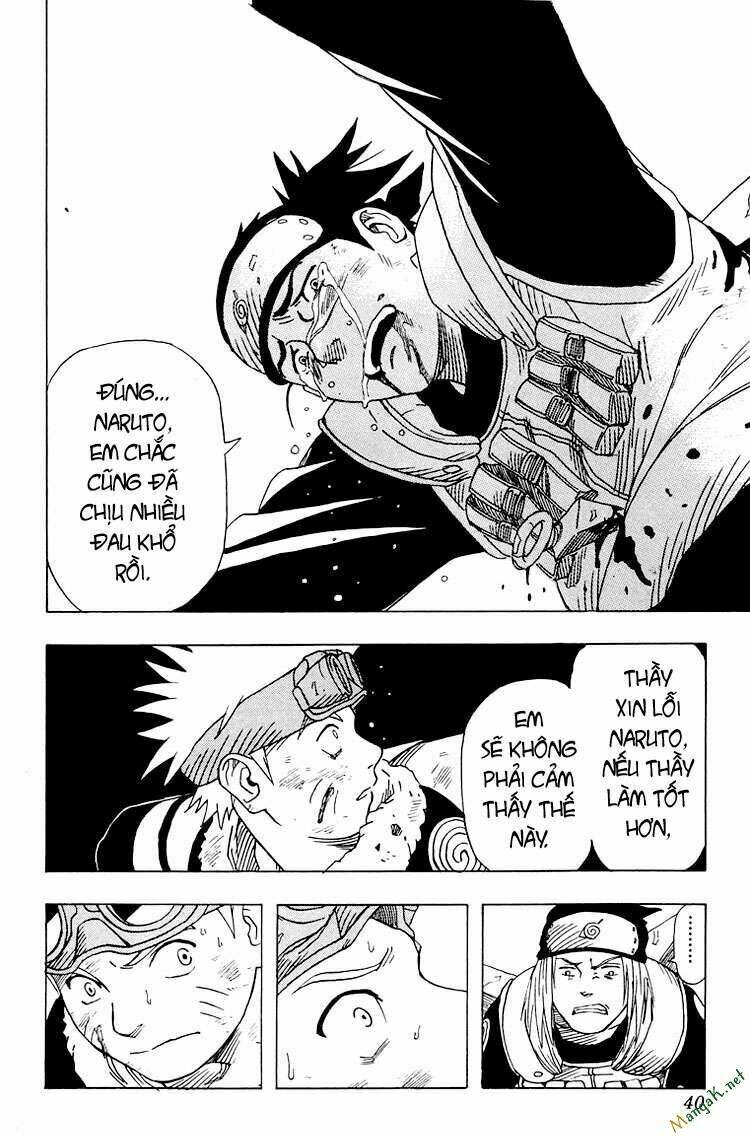 ĐÚNG...
NARUTO,
EM CHẮC
CŨNG ĐÃ
CHỊU NHIỀU
ĐAU KHỔ
RỒI.
THẦY
XIN LỖI
NARUTO,
NẾU THẦY
LÀM TỐT
HƠN,
EM
SẼ KHÔNG
PHẢI CẢM
THẤY THẾ
NÀY.
.........
40
MangaK.net